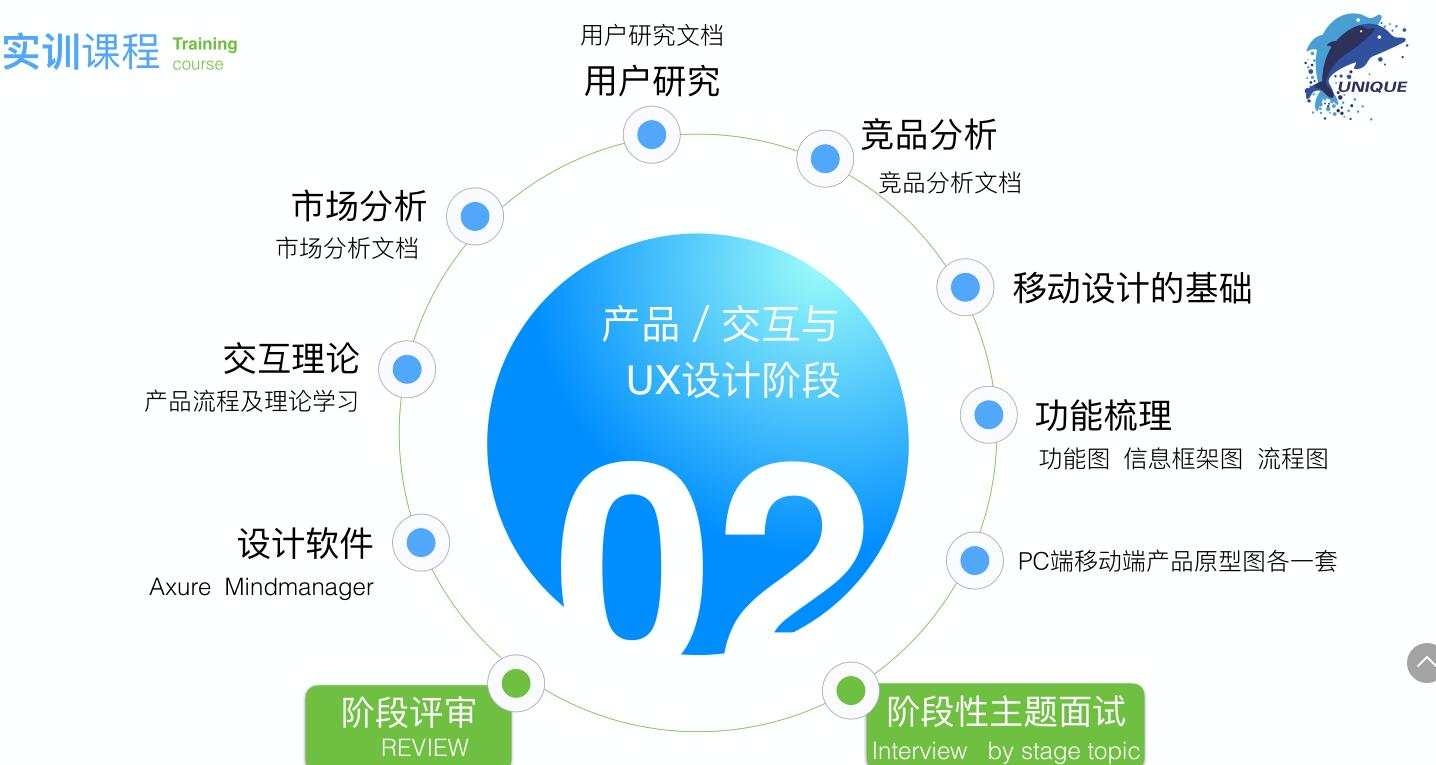 实训课程
Training
course
UNIQUE
用户研究文档
用户研究
竞品分析
竞品分析文档
市场分析
市场分析文档
移动设计的基础
产品 / 交互与
UX设计阶段
02
交互理论
产品流程及理论学习
功能梳理
功能图 信息框架图 流程图
设计软件
Axure Mindmanager
PC端移动端产品原型图各一套
阶段评审
REVIEW
阶段性主题面试
Interview by stage topic